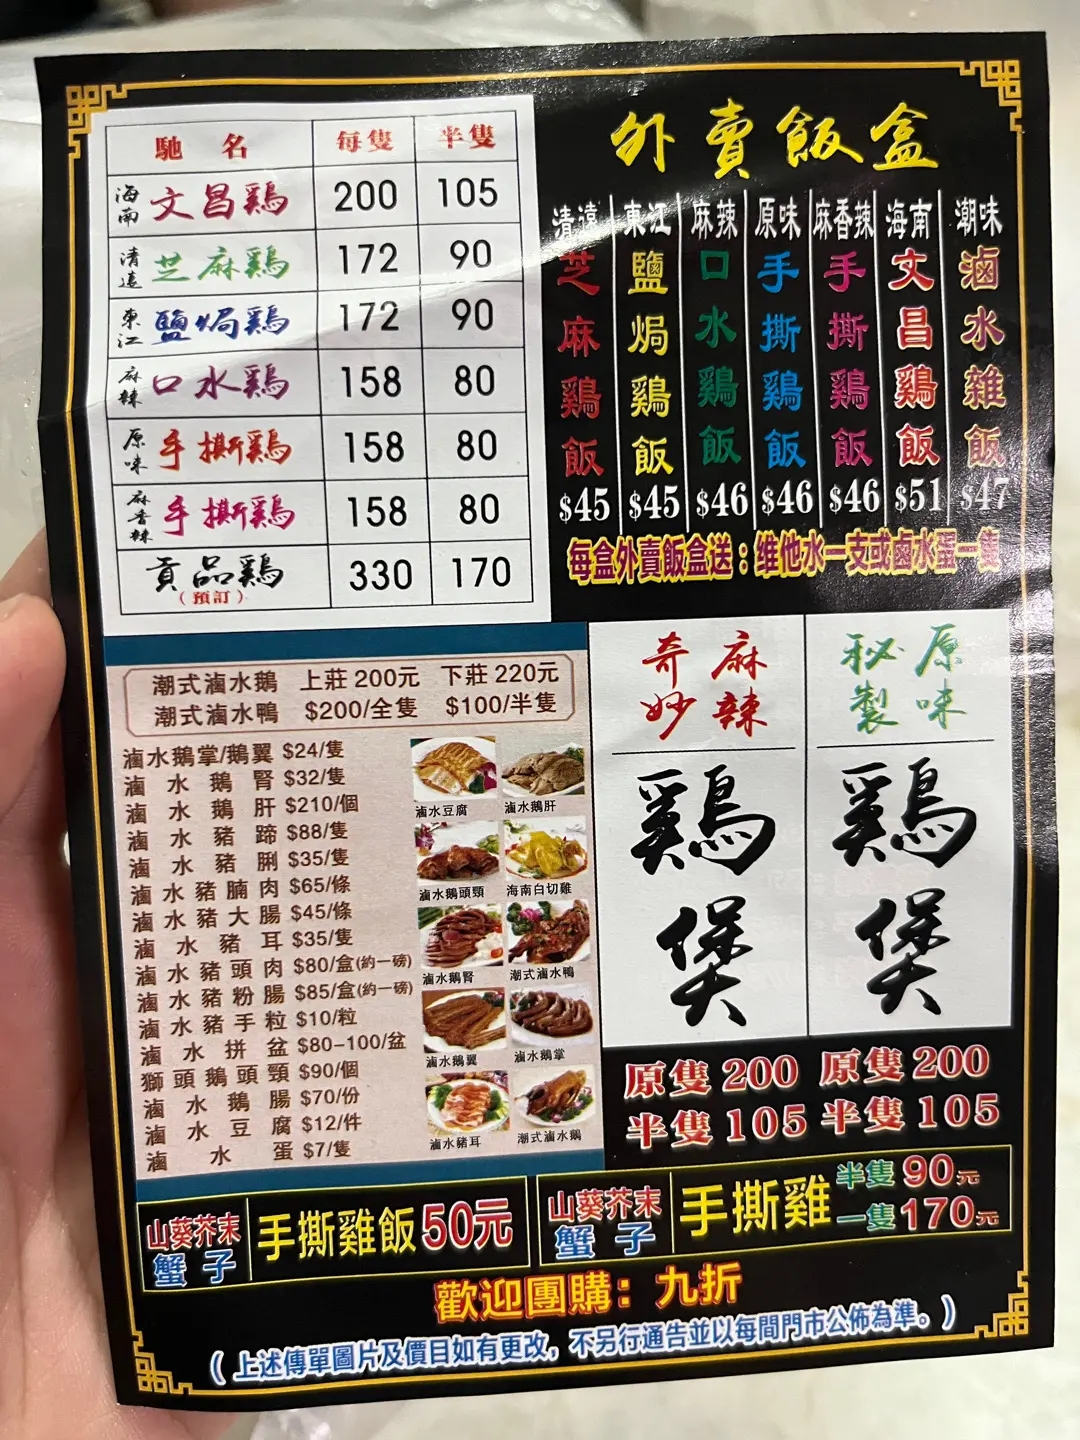 馳名 每隻 半隻
海南 文昌鷄 200 105
清遠 芝麻鷄 172 90
東江 鹽焗鷄 172 90
麻辣 口水鷄 158 80
原味 手撕鷄 158 80
麻香辣 手撕鷄 158 80
貢品鷄 330 170
(預訂)
外賣飯盒
清遠 芝麻鷄飯 $45
東江 鹽焗鷄飯 $45
麻辣 口水鷄飯 $46
原味 手撕鷄飯 $46
麻香辣 手撕鷄飯 $46
海南 文昌鷄飯 $51
潮味 滷水雜飯 $47
每盒外賣飯盒送：维他水一支或鹵水蛋一隻
潮式滷水鵝 上莊 200元 下莊 220元
潮式滷水鴨 $200/全隻 $100/半隻
滷水鵝掌/鵝翼 $24/隻
滷水鵝腎 $32/隻
滷水鵝肝 $210/個
滷水豬蹄 $88/隻
滷水豬脷 $35/隻
滷水豬腩肉 $65/條
滷水豬大腸 $45/條
滷水豬耳 $35/隻
滷水豬頭肉 $80/盒(約一磅)
滷水豬粉腸 $85/盒(約一磅)
滷水豬手粒 $10/粒
滷水拼盆 $80-100/盆
獅頭鵝頭頸 $90/個
滷水鵝腸 $70/份
滷水豆腐 $12/件
滷水蛋 $7/隻
滷水豆腐 滷水鵝肝
滷水鵝頭頸 海南白切雞
滷水鵝腎 潮式滷水鴨
滷水鵝翼 滷水鵝掌
滷水豬耳 潮式滷水鵝
麻辣奇妙
鷄煲
原隻 200
半隻 105
原味秘製
鷄煲
原隻 200
半隻 105
山葵芥末
蟹子
手撕雞飯50元
山葵芥末
蟹子
手撕雞
半隻 90元
一隻 170元
歡迎團購：九折
(上述傳單圖片及價目如有更改，不另行通告並以每間門市公佈為準。)